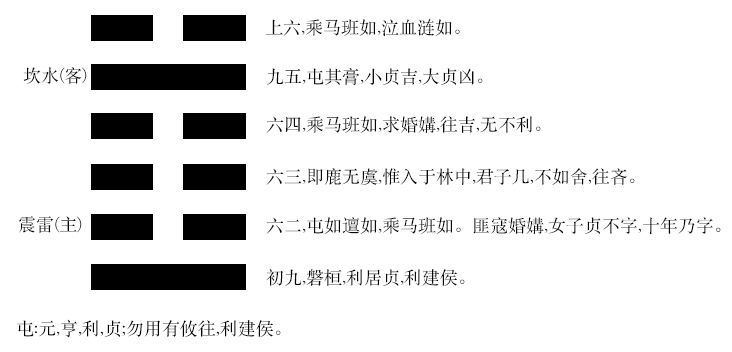 上六,乘马班如,泣血涟如。
坎水(客)
九五,屯其膏,小贞吉,大贞凶。
六四,乘马班如,求婚媾,往吉,无不利。
六三,即鹿无虞,惟入于林中,君子几,不如舍,往吝。
震雷(主)
六二,屯如邅如,乘马班如。匪寇婚媾,女子贞不字,十年乃字。
初九,磐桓,利居贞,利建侯。
屯:元,亨,利,贞;勿用有攸往,利建侯。